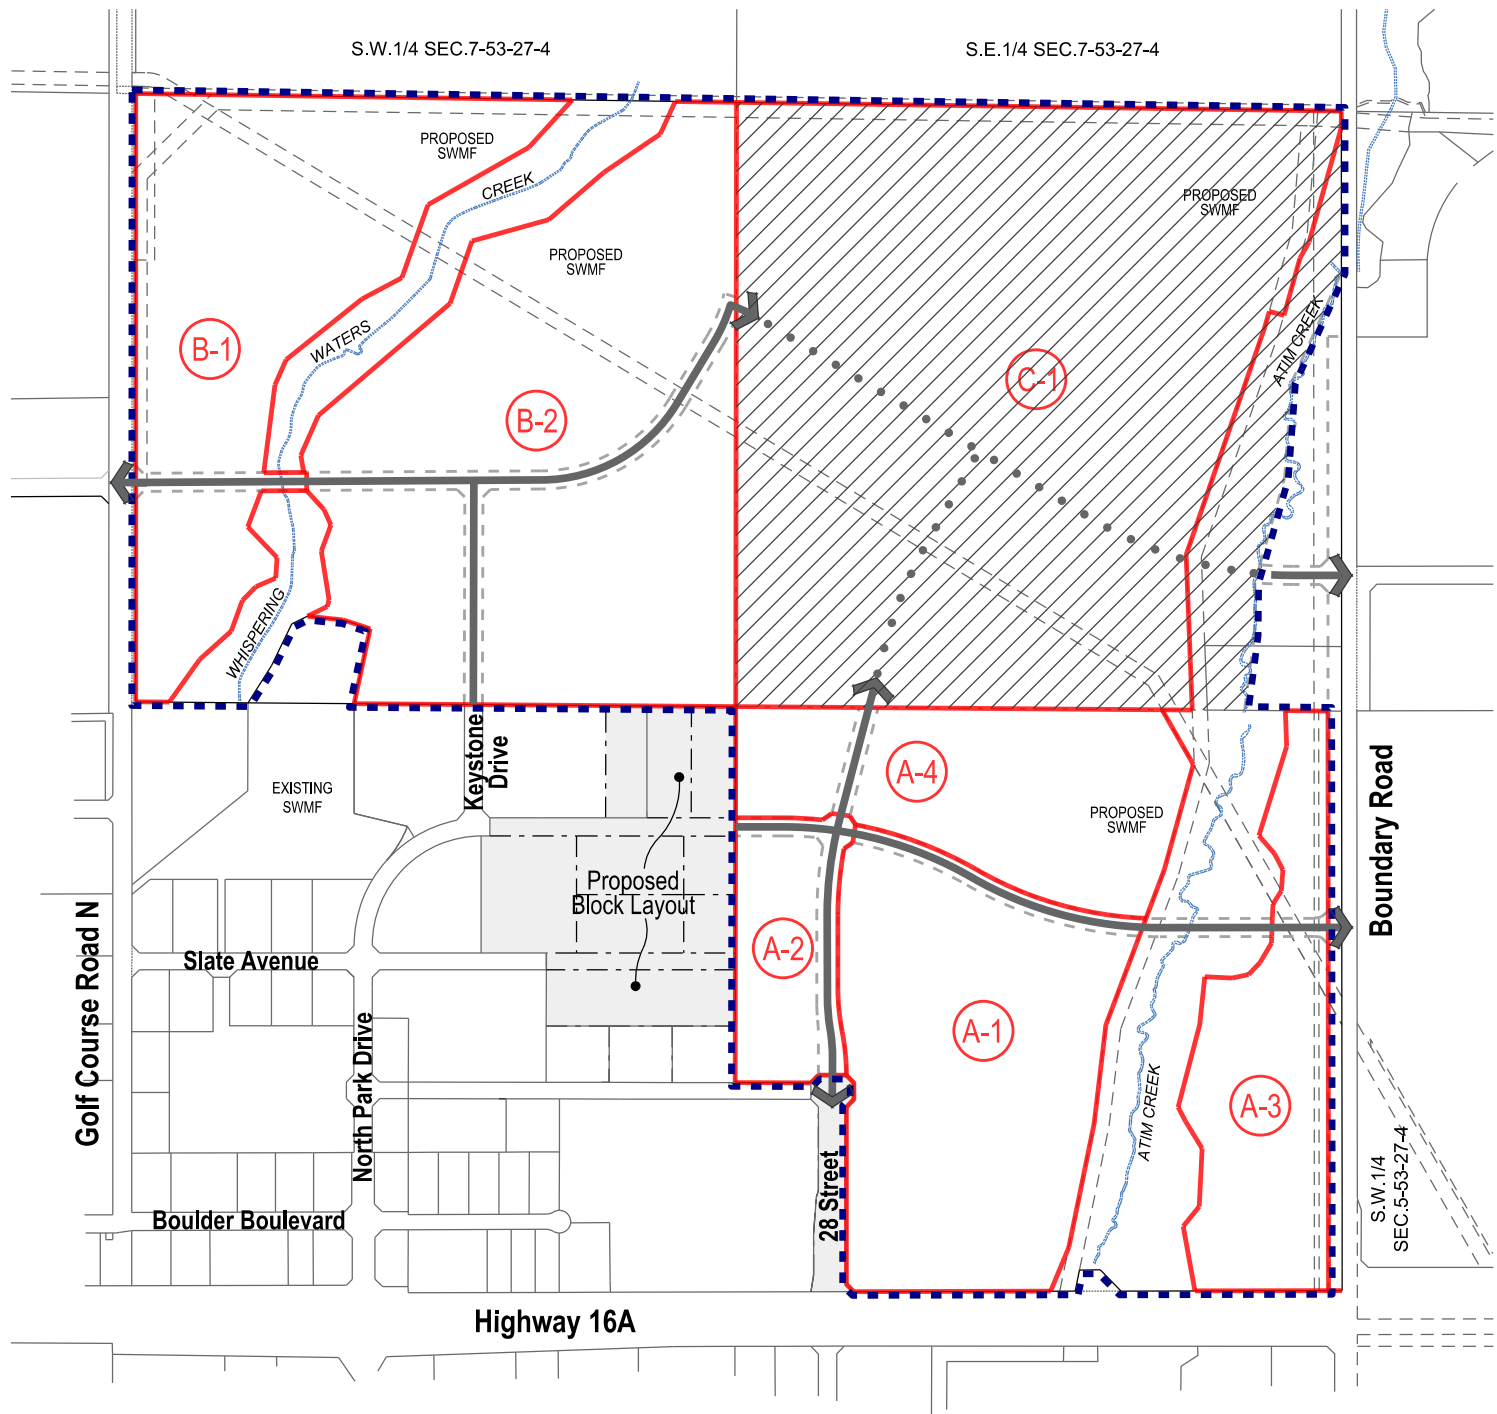 S.W.1/4 SEC.7-53-27-4
S.E.1/4 SEC.7-53-27-4
PROPOSED
SWMF
CREEK
PROPOSED
SWMF
PROPOSED
SWMF
WATERS
B-1
B-2
C-1
ATIM CREEK
WHISPERING
Keystone
Drive
EXISTING
SWMF
A-4
PROPOSED
SWMF
Boundary Road
Proposed
Block Layout
Golf Course Road N
Slate Avenue
A-2
A-1
North Park Drive
ATIM CREEK
A-3
28 Street
Boulder Boulevard
S.W.1/4
SEC.5-53-27-4
Highway 16A